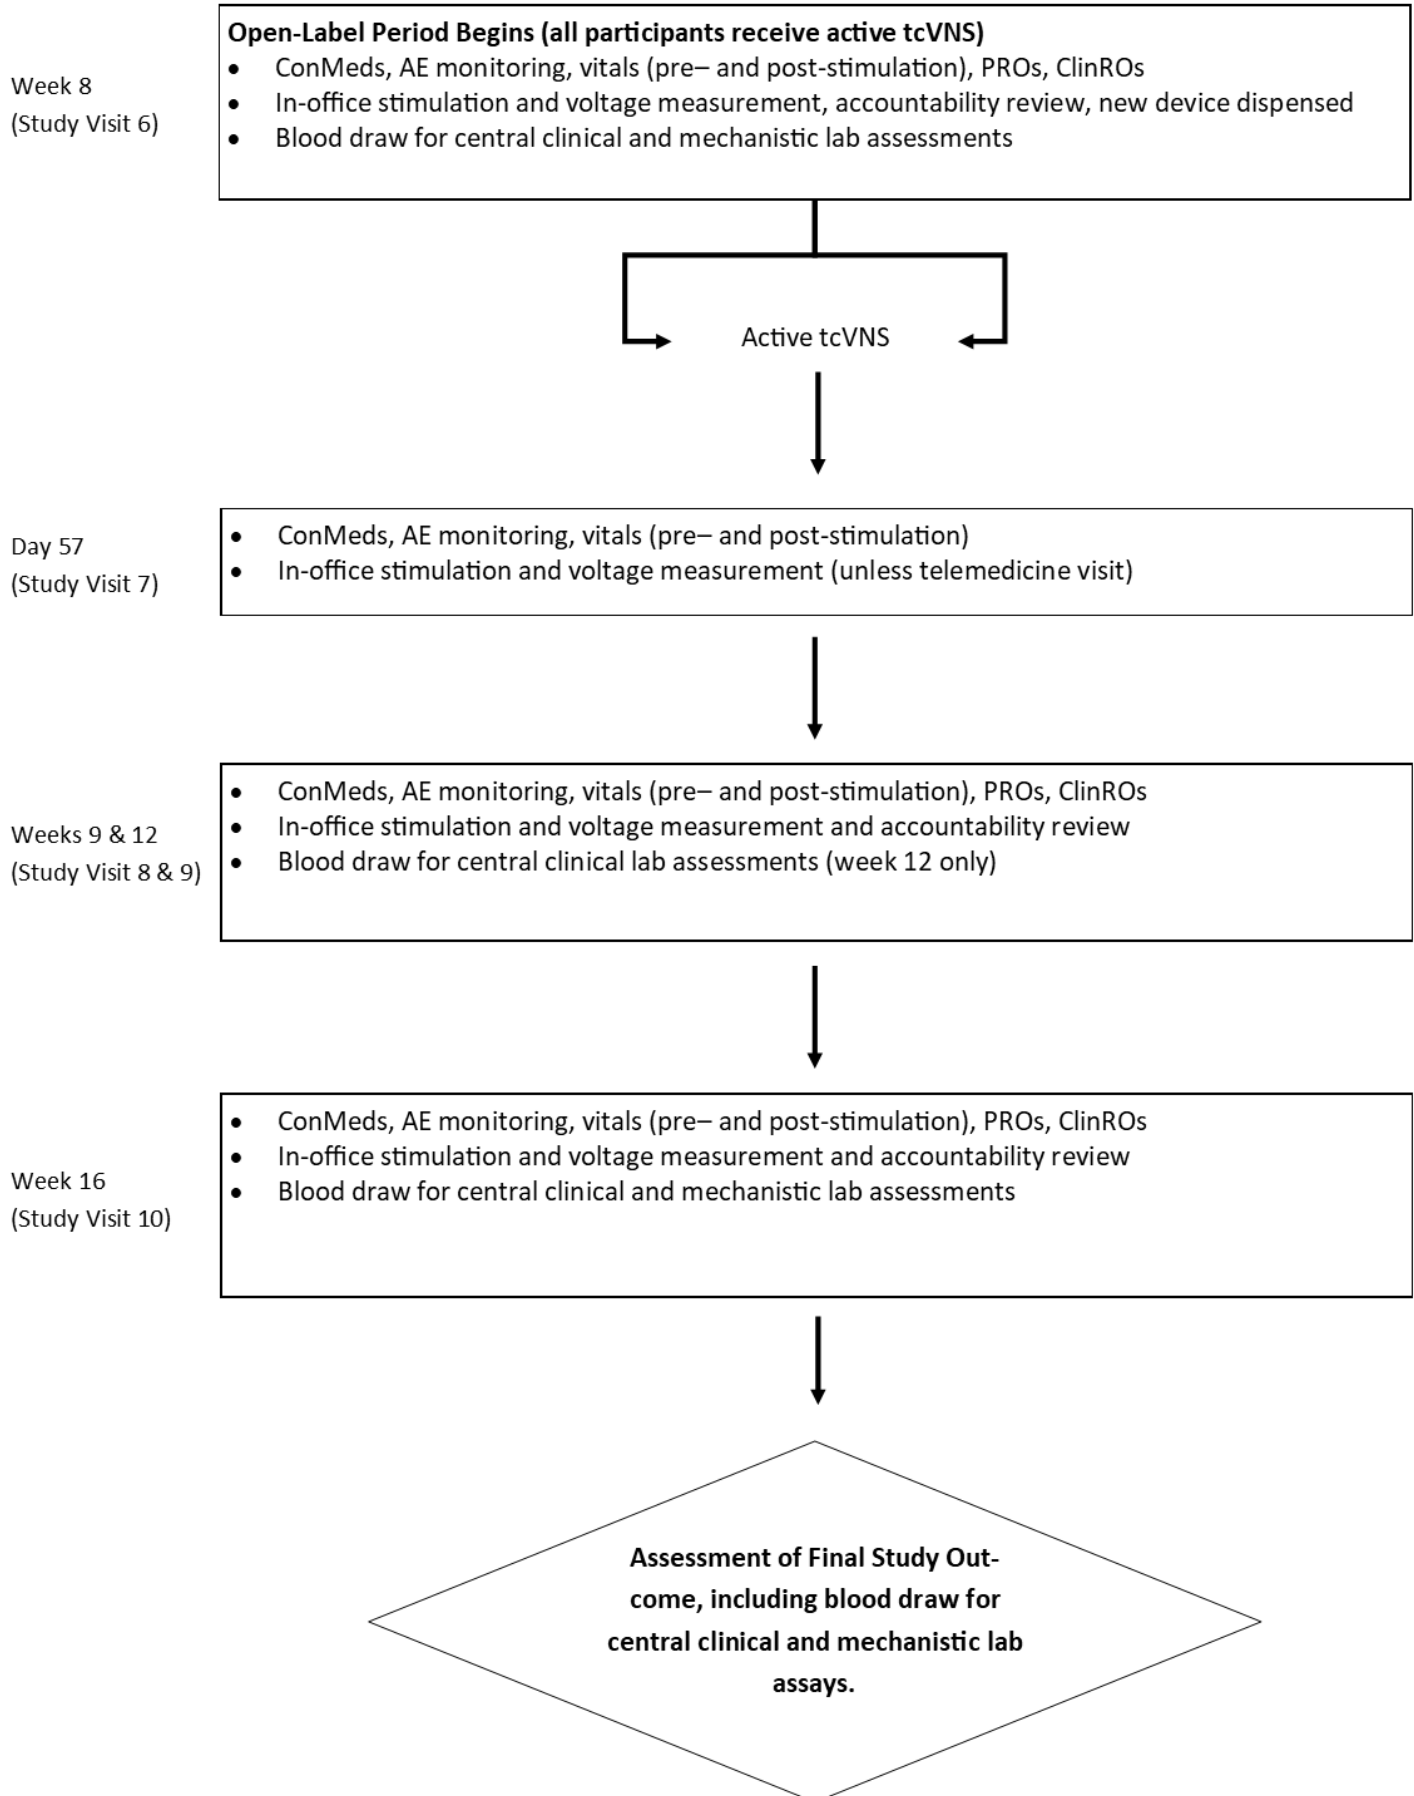 Open-Label Period Begins (all participants receive active tcVNS)
• ConMeds, AE monitoring, vitals (pre– and post-stimulation), PROs, ClinROs
Week 8
• In-office stimulation and voltage measurement, accountability review, new device dispensed
(Study Visit 6)
• Blood draw for central clinical and mechanistic lab assessments
Active tcVNS
Day 57
(Study Visit 7)
• ConMeds, AE monitoring, vitals (pre– and post-stimulation)
• In-office stimulation and voltage measurement (unless telemedicine visit)
Weeks 9 & 12
(Study Visit 8 & 9)
• ConMeds, AE monitoring, vitals (pre– and post-stimulation), PROs, ClinROs
• In-office stimulation and voltage measurement and accountability review
• Blood draw for central clinical lab assessments (week 12 only)
Week 16
(Study Visit 10)
• ConMeds, AE monitoring, vitals (pre– and post-stimulation), PROs, ClinROs
• In-office stimulation and voltage measurement and accountability review
• Blood draw for central clinical and mechanistic lab assessments
Assessment of Final Study Out-
come, including blood draw for
central clinical and mechanistic lab
assays.